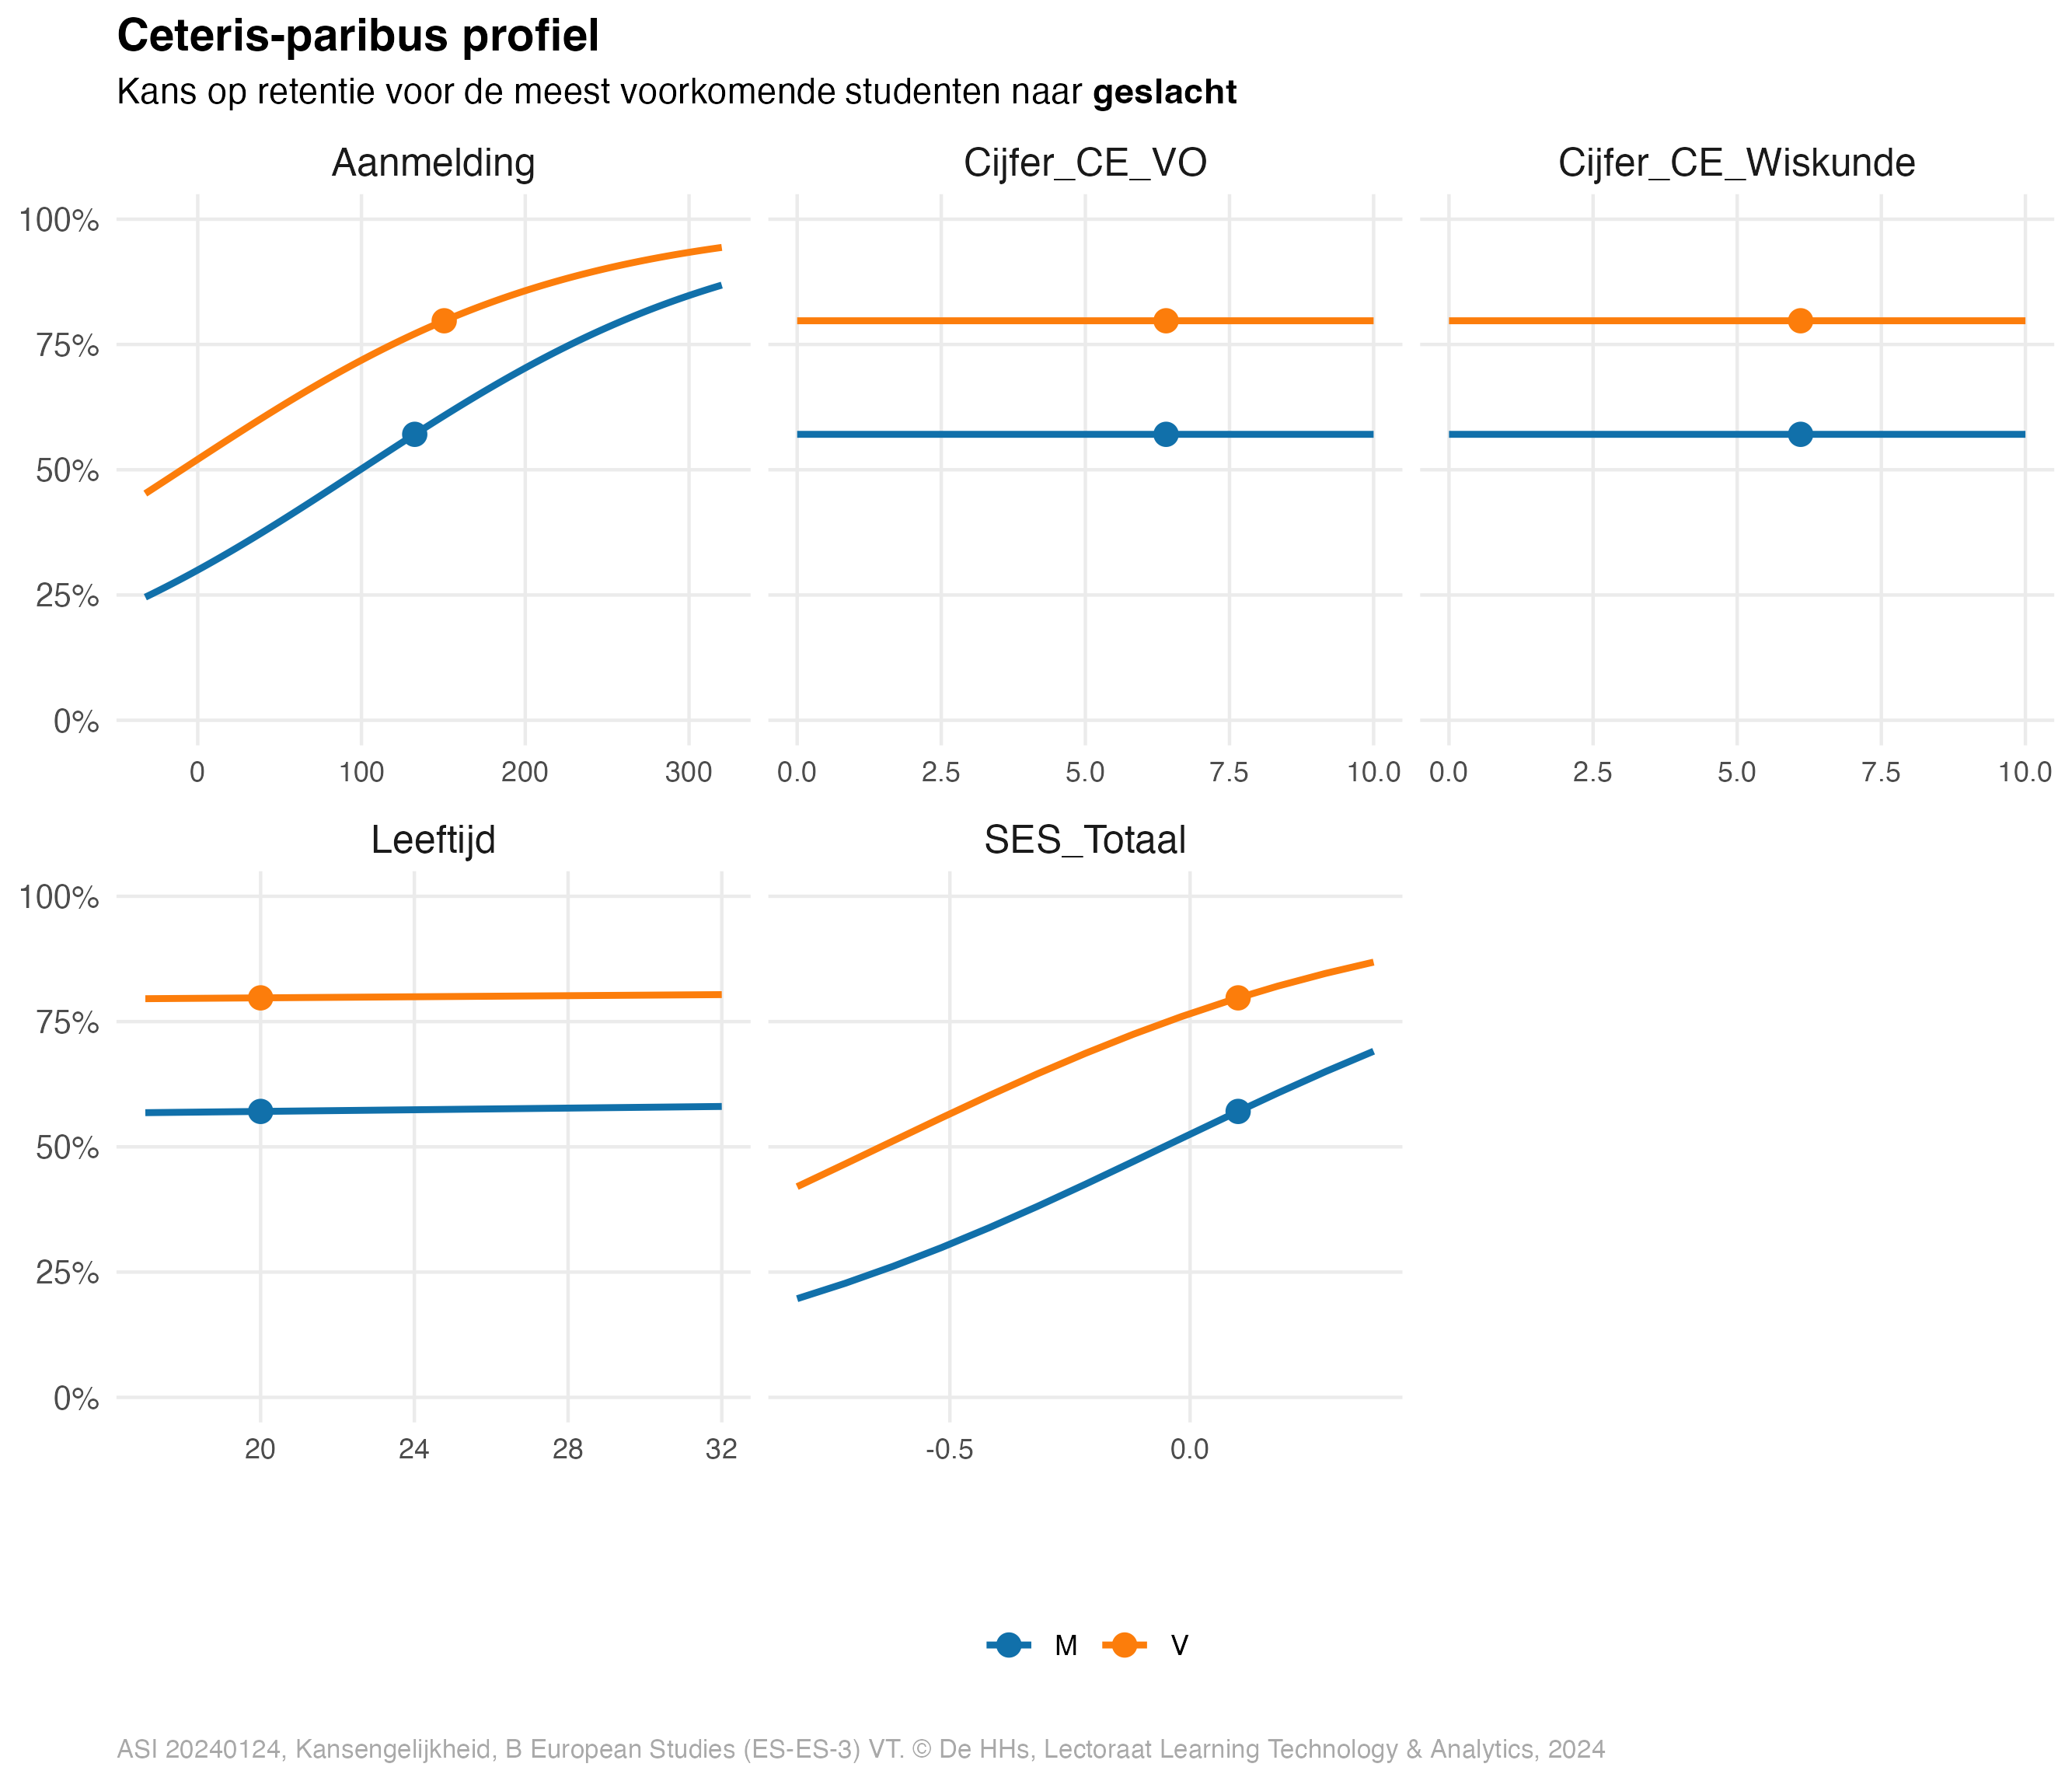 Ceteris-paribus profiel
Kans op retentie voor de meest voorkomende studenten naar geslacht
Aanmelding
Cijfer_CE_VO
Cijfer_CE_Wiskunde
100%
75%
50%
25%
0%
0 100 200 300
0.0 2.5 5.0 7.5 10.0
0.0 2.5 5.0 7.5 10.0
Leeftijd
SES_Totaal
100%
75%
50%
25%
0%
20 24 28 32
-0.5 0.0
M V
ASI 20240124, Kansengelijkheid, B European Studies (ES-ES-3) VT. © De HHs, Lectoraat Learning Technology & Analytics, 2024